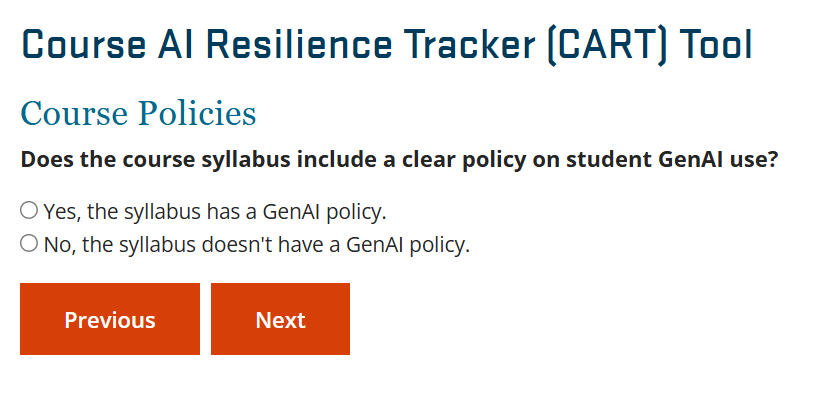 Course AI Resilience Tracker (CART) Tool
Course Policies
Does the course syllabus include a clear policy on student GenAI use?
Yes, the syllabus has a GenAI policy.
No, the syllabus doesn't have a GenAI policy.
Previous
Next